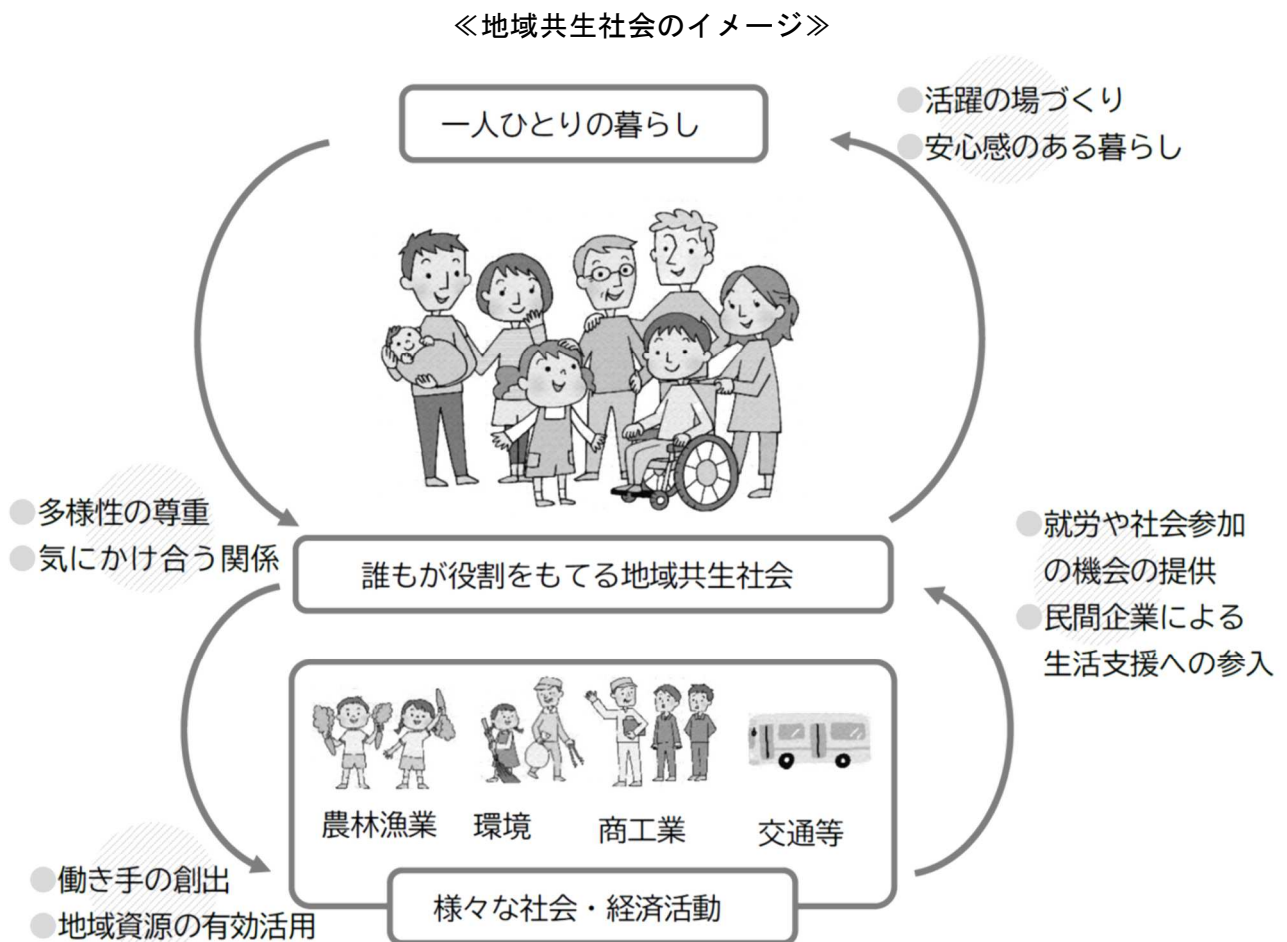 ≪地域共生社会のイメージ≫
一人ひとりの暮らし
●活躍の場づくり
●安心感のある暮らし
●多様性の尊重
●気にかけ合う関係
誰もが役割をもてる地域共生社会
●就労や社会参加
の機会の提供
●民間企業による
生活支援への参入
農林漁業
環境
商工業
交通等
●働き手の創出
●地域資源の有効活用
様々な社会・経済活動